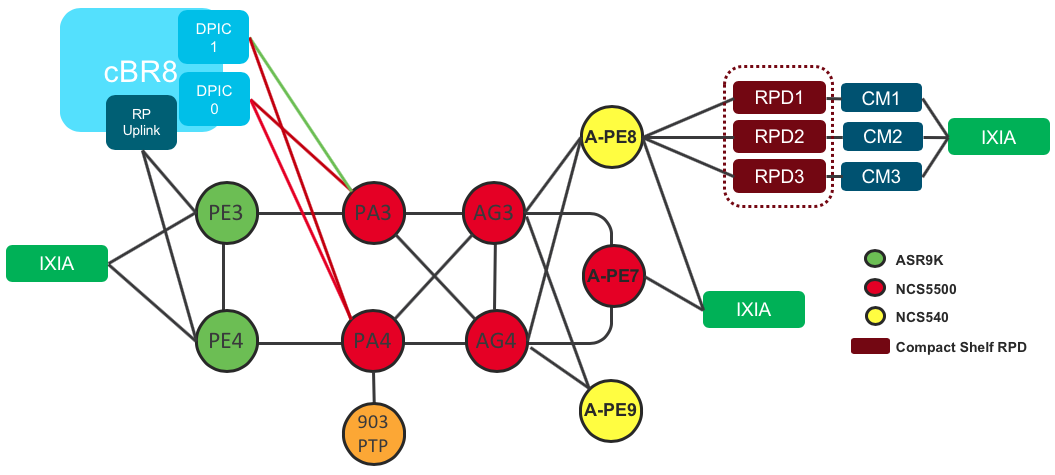 DPIC
1
cBR8
DPIC
0
RP
Uplink
A-PE8
RPD1
CM1
RPD2
CM2
IXIA
RPD3
CM3
PE3
PA3
AG3
IXIA
A-PE7
ASR9K
NCS5500
IXIA
NCS540
PE4
PA4
AG4
Compact Shelf RPD
A-PE9
903
PTP